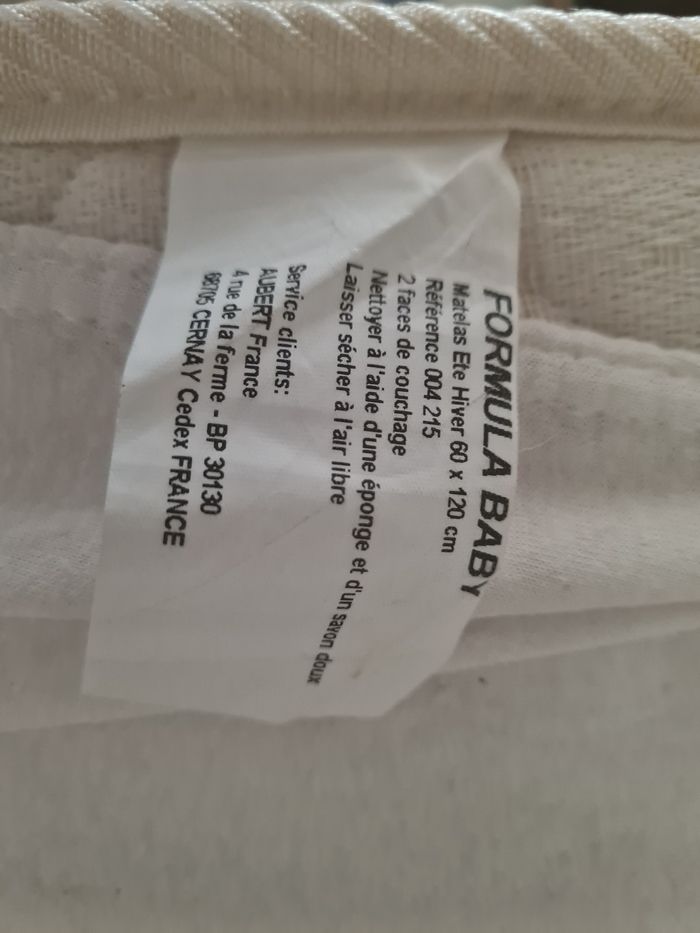 FORMULA BABY
Matelas Ete Hiver 60 x 120 cm
Référence 004 215
2 faces de couchage
Nettoyer à l'aide d'une éponge et d'un savon doux
Laisser sécher à l'air libre
Service clients:
AUBERT France
4 rue de la ferme - BP 30130
68705 CERNAY Cedex FRANCE